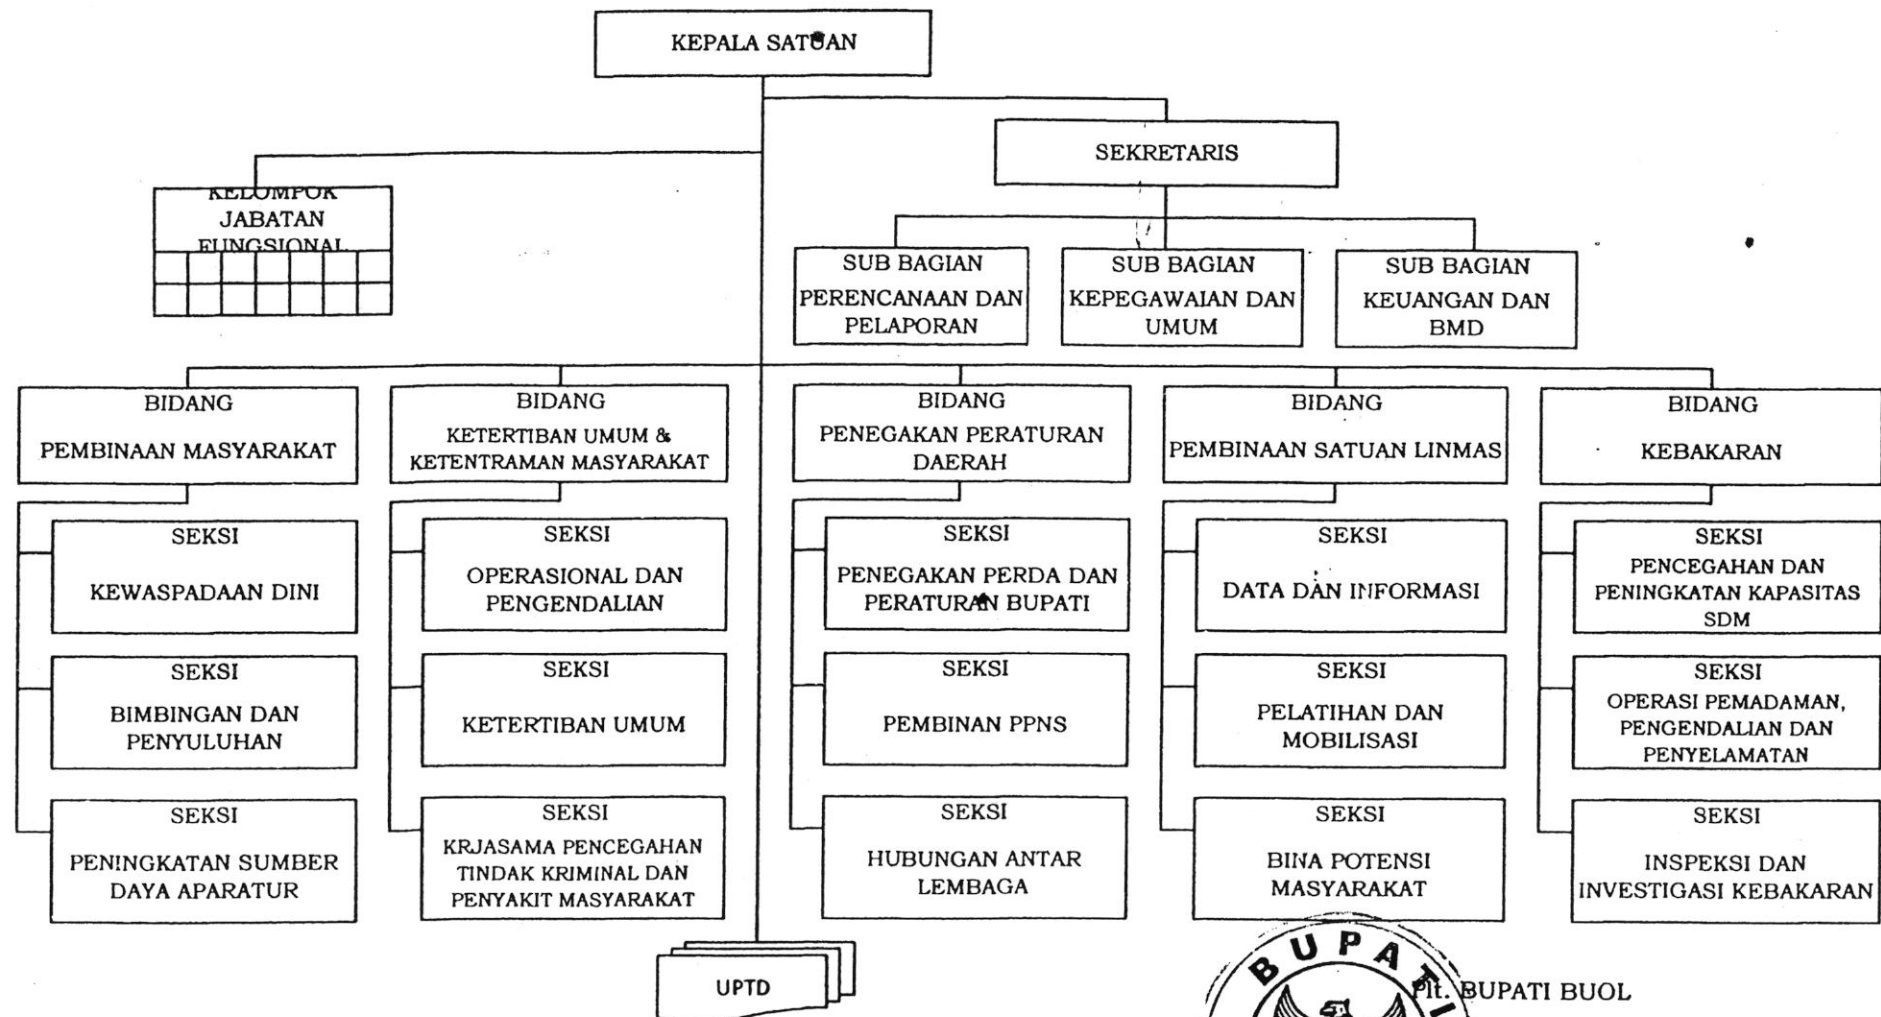 KEPALA SATUAN
SEKRETARIS
KELOMPOK
JABATAN
FUNGSIONAL
SUB BAGIAN
PERENCANAAN DAN
PELAPORAN
SUB BAGIAN
KEPEGAWAIAN DAN
UMUM
SUB BAGIAN
KEUANGAN DAN
BMD
BIDANG
PEMBINAAN MASYARAKAT
BIDANG
KETERTIBAN UMUM &
KETENTRAMAN MASYARAKAT
BIDANG
PENEGAKAN PERATURAN
DAERAH
BIDANG
PEMBINAAN SATUAN LINMAS
BIDANG
KEBAKARAN
SEKSI
KEWASPADAAN DINI
SEKSI
OPERASIONAL DAN
PENGENDALIAN
SEKSI
PENEGAKAN PERDA DAN
PERATURAN BUPATI
SEKSI
DATA DAN INFORMASI
SEKSI
PENCEGAHAN DAN
PENINGKATAN KAPASITAS
SDM
SEKSI
BIMBINGAN DAN
PENYULUHAN
SEKSI
KETERTIBAN UMUM
SEKSI
PEMBINAN PPNS
SEKSI
PELATIHAN DAN
MOBILISASI
SEKSI
OPERASI PEMADAMAN,
PENGENDALIAN DAN
PENYELAMATAN
SEKSI
PENINGKATAN SUMBER
DAYA APARATUR
SEKSI
KRJASAMA PENCEGAHAN
TINDAK KRIMINAL DAN
PENYAKIT MASYARAKAT
SEKSI
HUBUNGAN ANTAR
LEMBAGA
SEKSI
BINA POTENSI
MASYARAKAT
SEKSI
INSPEKSI DAN
INVESTIGASI KEBAKARAN
UPTD
BUPATI
Plt. BUPATI BUOL